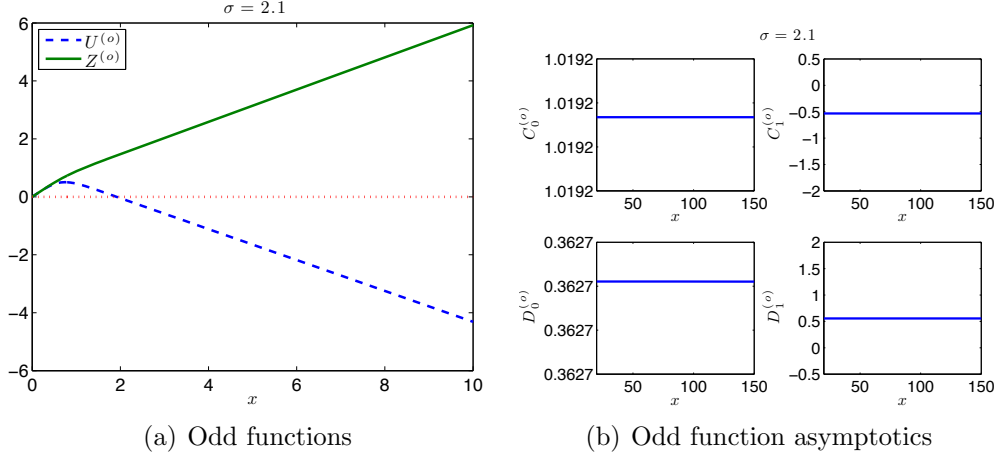 σ = 2.1
6
4
2
0
−2
−4
−6
U^(o)
Z^(o)
0 2 4 6 8 10
x
(a) Odd functions
σ = 2.1
C_0^(o)
1.0192
1.0192
1.0192
1.0192
50 100 150
x
C_1^(o)
0.5
0
−0.5
−1
−1.5
−2
50 100 150
x
D_0^(o)
0.3627
0.3627
0.3627
0.3627
50 100 150
x
D_1^(o)
2
1.5
1
0.5
0
−0.5
50 100 150
x
(b) Odd function asymptotics